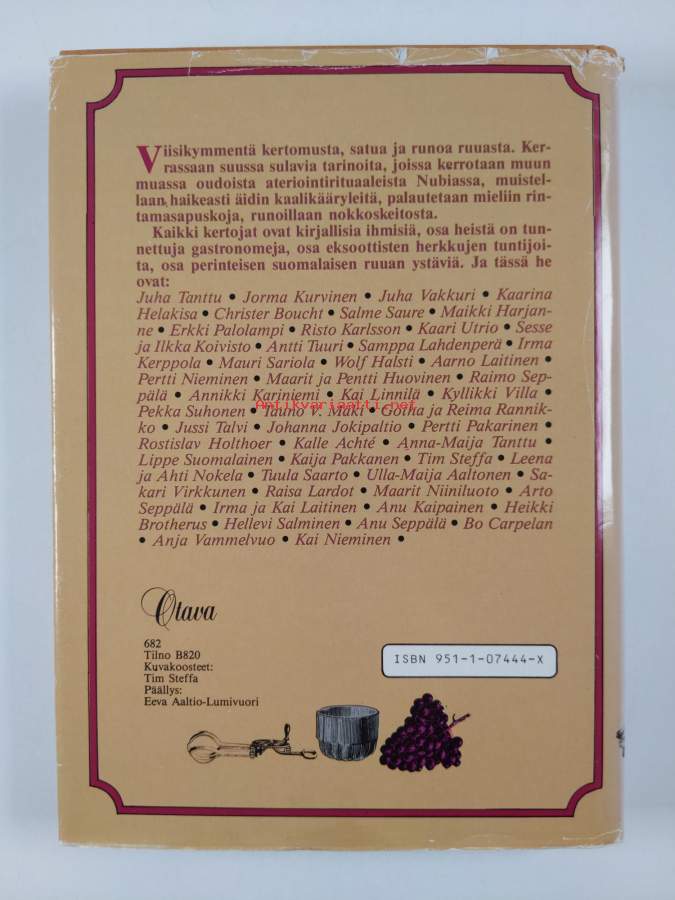 Viisikymmentä kertomusta, satua ja runoa ruuasta. Ker-
rassaan suussa sulavia tarinoita, joissa kerrotaan muun
muassa oudoista ateriointirituaaleista Nubiassa, muistel-
laan haikeasti äidin kaalikääryleitä, palautetaan mieliin rin-
tamasapuskoja, runoillaan nokkoskeitosta.
Kaikki kertojat ovat kirjallisia ihmisiä, osa heistä on tun-
nettuja gastronomeja, osa eksoottisten herkkujen tuntijoi-
ta, osa perinteisen suomalaisen ruuan ystäviä. Ja tässä he
ovat:
Juha Tanttu • Jorma Kurvinen • Juha Vakkuri • Kaarina
Helakisa • Christer Boucht • Salme Saure • Maikki Harjan-
ne • Erkki Palolampi • Risto Karlsson • Kaari Utrio • Sesse
ja Ilkka Koivisto • Antti Tuuri • Samppa Lahdenperä • Irma
Kerppola • Mauri Sariola • Wolf Halsti • Aarno Laitinen •
Pertti Nieminen • Maarit ja Pentti Huovinen • Raimo Sep-
pälä • Annikki Kariniemi • Kai Linnilä • Kyllikki Villa •
Pekka Suhonen • Tauno V. Mäki • Gotha ja Reima Rannik-
ko • Jussi Talvi • Johanna Jokipaltio • Pertti Pakarinen •
Rostislav Holthoer • Kalle Achté • Anna-Maija Tanttu •
Lippe Suomalainen • Kaija Pakkanen • Tim Steffa • Leena
ja Ahti Nokela • Tuula Saarto • Ulla-Maija Aaltonen • Sa-
kari Virkkunen • Raisa Lardot • Maarit Niiniluoto • Arto
Seppälä • Irma ja Kai Laitinen • Anu Kaipainen • Heikki
Brotherus • Hellevi Salminen • Anu Seppälä • Bo Carpelan
• Anja Vammelvuo • Kai Nieminen •
Antikvariaatti.net
Otava
682
Tilno B820
Kuvakoosteet:
Tim Steffa
Päällys:
Eeva Aaltio-Lumivuori
ISBN 951-1-07444-X